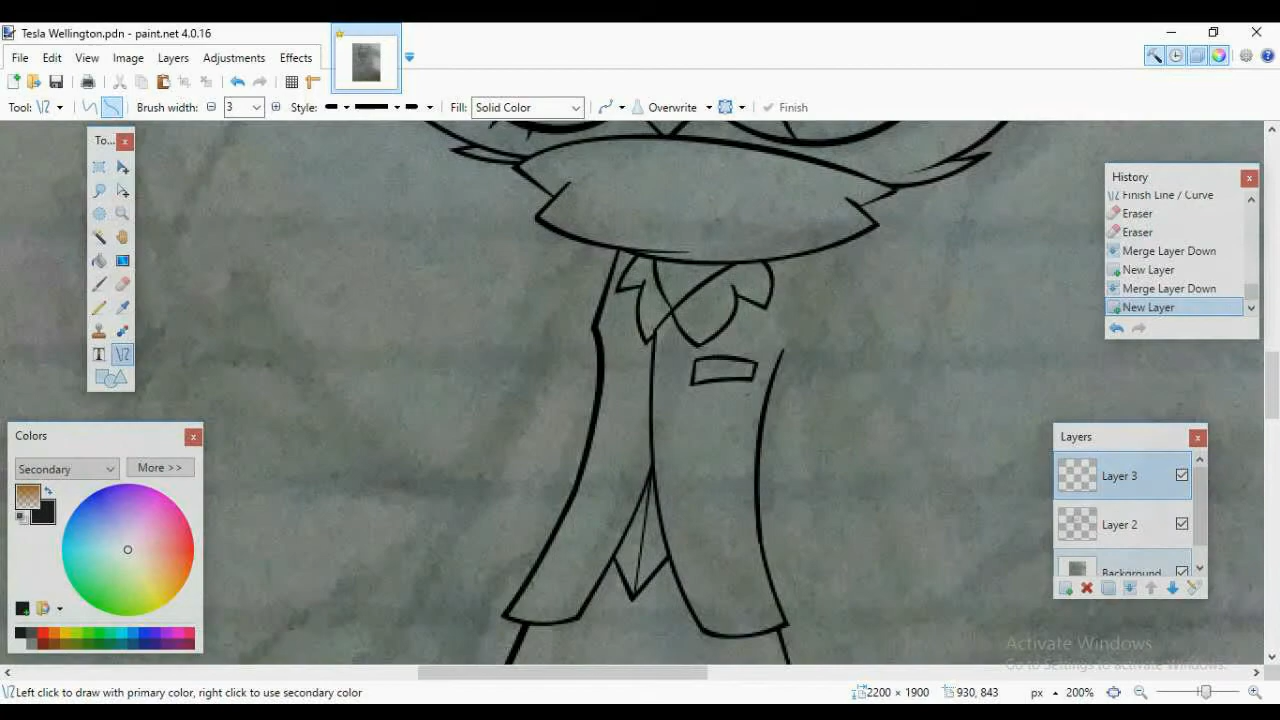 Tesla Wellington.pdn - paint.net 4.0.16
File Edit View Image Layers Adjustments Effects
Tool: Brush width: 3 Style: Fill: Solid Color Overwrite Finish
To...
History
Finish Line / Curve
Eraser
Eraser
Merge Layer Down
New Layer
Merge Layer Down
New Layer
Colors
Secondary More >>
Layers
Layer 3
Layer 2
Background
Activate Windows
Go to Settings to activate Windows.
Left click to draw with primary color, right click to use secondary color 2200 × 1900 930, 843 px 200%